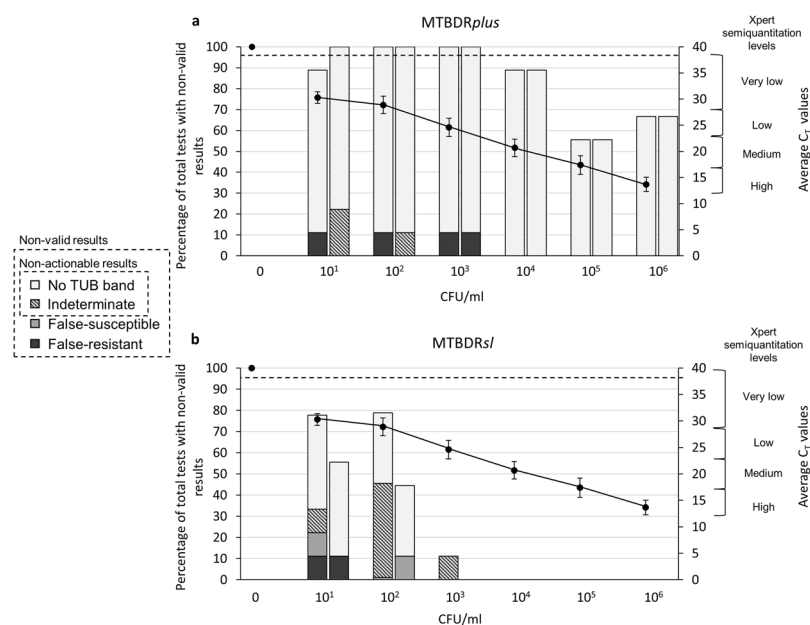 a
MTBDRplus
Xpert
semiquantitation
levels
Percentage of total tests with non-valid
results
100
90
80
70
60
50
40
30
20
10
0
40
35
30
25
20
15
10
5
0
Very low
Low
Medium
High
Average CT values
0
10¹
10²
10³
10⁴
10⁵
10⁶
CFU/ml
Non-valid results
Non-actionable results
No TUB band
Indeterminate
False-susceptible
False-resistant
b
MTBDRsl
Xpert
semiquantitation
levels
Percentage of total tests with non-valid
results
100
90
80
70
60
50
40
30
20
10
0
40
35
30
25
20
15
10
5
0
Very low
Low
Medium
High
Average CT values
0
10¹
10²
10³
10⁴
10⁵
10⁶
CFU/ml